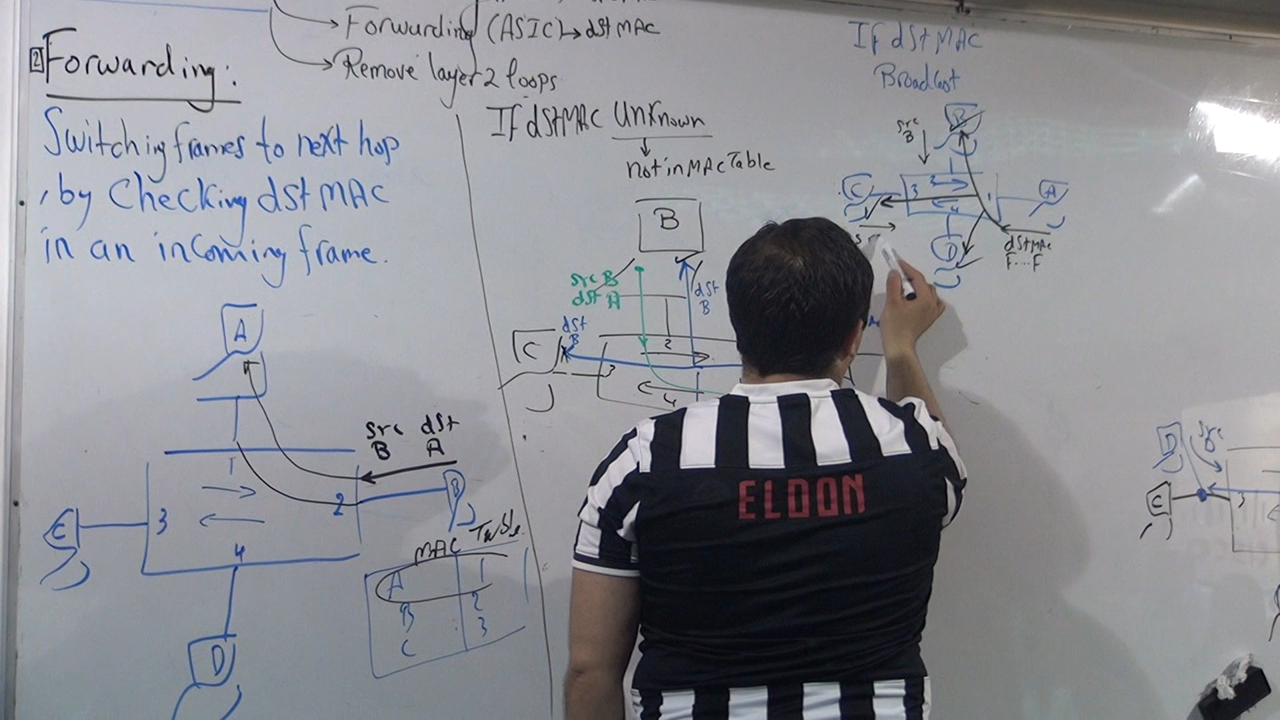 Forwarding (ASIC) → dst MAC
Remove layer 2 loops
2 Forwarding:
Switching frames to next hop
, by Checking dst MAC
in an incoming frame.
A
src dst
B A
1
2
B
3
C
4
D
MAC Table
A 1
B 2
C 3
If dst MAC Unknown
not in MAC Table
B
src B
dst A
dst
B
dst
B
C
2
3
4
If dst MAC
Broadcast
B
src
B
C
3
2
1
4
A
D
dst MAC
F....F
ELDON
D
src
C
3